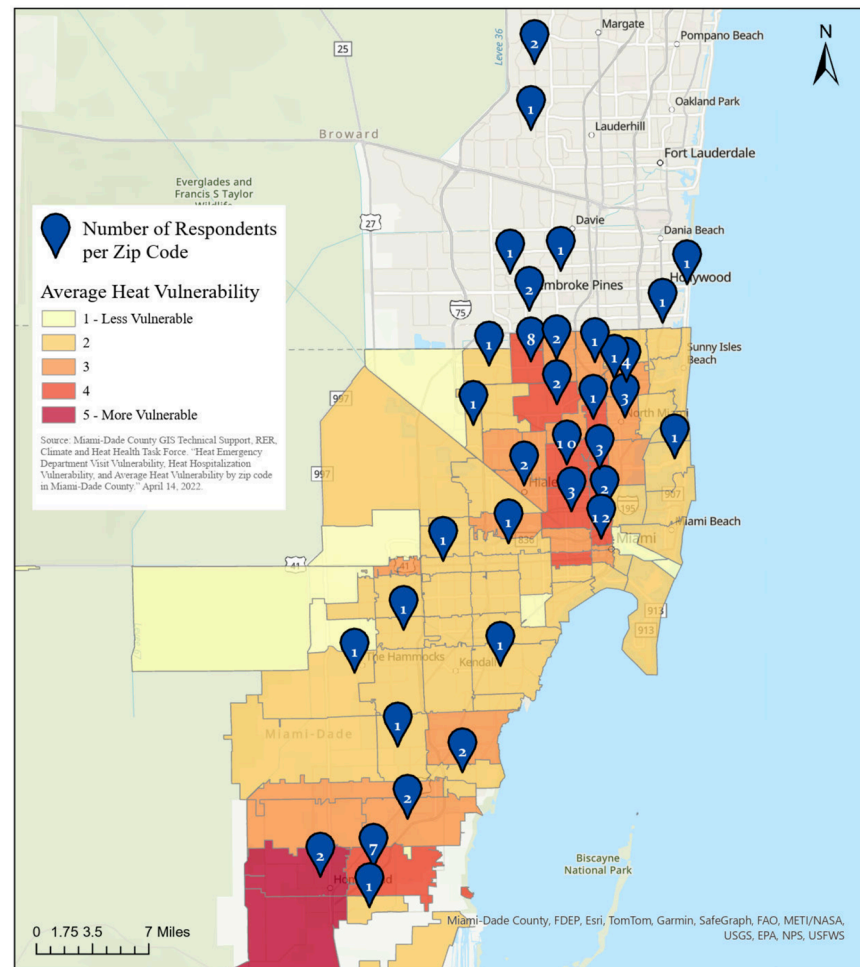 Margate
Pompano Beach
N
2
Levee 36
25
Oakland Park
1
Lauderhill
Broward
Fort Lauderdale
Everglades and
Francis S Taylor
27
Davie
Dania Beach
1
1
1
Number of Respondents
per Zip Code
2
mbroke Pines
Hollywood
1
75
Average Heat Vulnerability
1 - Less Vulnerable
2
3
4
5 - More Vulnerable
1
8
2
1
1
4
Sunny Isles
Beach
2
997
1
1
3
North Miami
Source: Miami-Dade County GIS Technical Support, RER,
Climate and Heat Health Task Force. “Heat Emergency
Department Visit Vulnerability, Heat Hospitalization
Vulnerability, and Average Heat Vulnerability by zip code
in Miami-Dade County.” April 14, 2022.
10
3
1
2
997
Hiale
3
2
907
195
1
12
Miami Beach
1
836
Miami
41
41
1
913
913
1
1
The Hammocks
Kendall
1
Miami-Dade
2
2
7
2
1
Biscayne
National Park
0 1.75 3.5 7 Miles
Miami-Dade County, FDEP, Esri, TomTom, Garmin, SafeGraph, FAO, METI/NASA,
USGS, EPA, NPS, USFWS